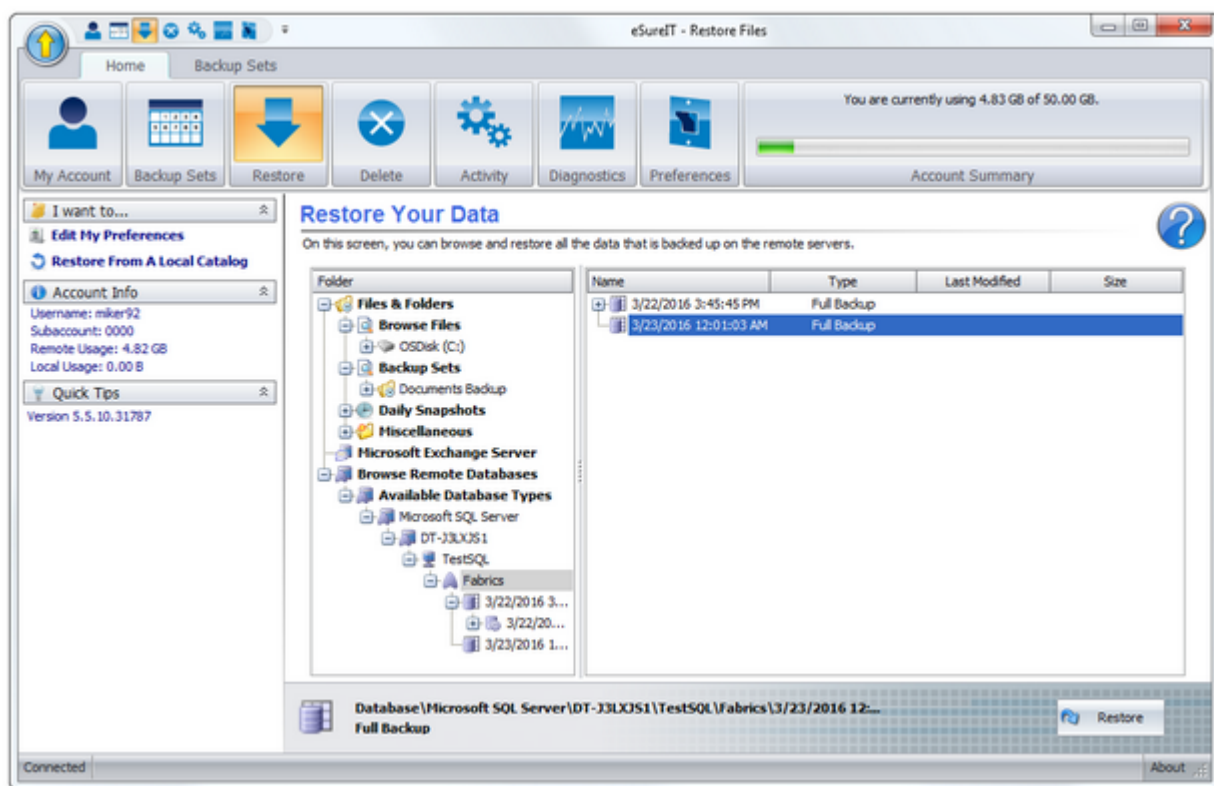 eSureIT - Restore Files
Home Backup Sets
You are currently using 4.83 GB of 50.00 GB.
My Account Backup Sets Restore Delete Activity Diagnostics Preferences Account Summary
I want to...
Edit My Preferences
Restore From A Local Catalog
Account Info
Username: miker92
Subaccount: 0000
Remote Usage: 4.82 GB
Local Usage: 0.00 B
Quick Tips
Version 5.5.10.31787
Restore Your Data
On this screen, you can browse and restore all the data that is backed up on the remote servers.
Folder
Files & Folders
Browse Files
OSDisk (C:)
Backup Sets
Documents Backup
Daily Snapshots
Miscellaneous
Microsoft Exchange Server
Browse Remote Databases
Available Database Types
Microsoft SQL Server
DT-J3LXJS1
TestSQL
Fabrics
3/22/2016 3...
3/22/20...
3/23/2016 1...
Name Type Last Modified Size
3/22/2016 3:45:45 PM Full Backup
3/23/2016 12:01:03 AM Full Backup
Database\Microsoft SQL Server\DT-J3LXJS1\TestSQL\Fabrics\3/23/2016 12:...
Full Backup
Restore
Connected About